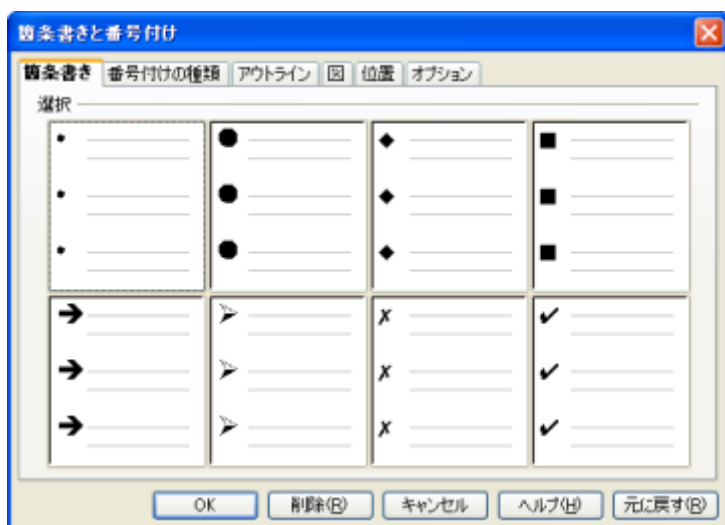 箇条書きと番号付け
箇条書き 番号付けの種類 アウトライン 図 位置 オプション
選択
OK 削除(R) キャンセル ヘルプ(H) 元に戻す(R)